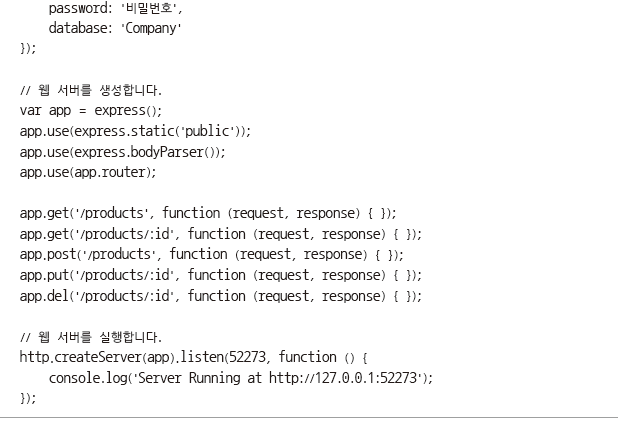 password: '비밀번호',
    database: 'Company'
});

// 웹 서버를 생성합니다.
var app = express();
app.use(express.static('public'));
app.use(express.bodyParser());
app.use(app.router);

app.get('/products', function (request, response) { });
app.get('/products/:id', function (request, response) { });
app.post('/products', function (request, response) { });
app.put('/products/:id', function (request, response) { });
app.del('/products/:id', function (request, response) { });

// 웹 서버를 실행합니다.
http.createServer(app).listen(52273, function () {
    console.log('Server Running at http://127.0.0.1:52273');
});